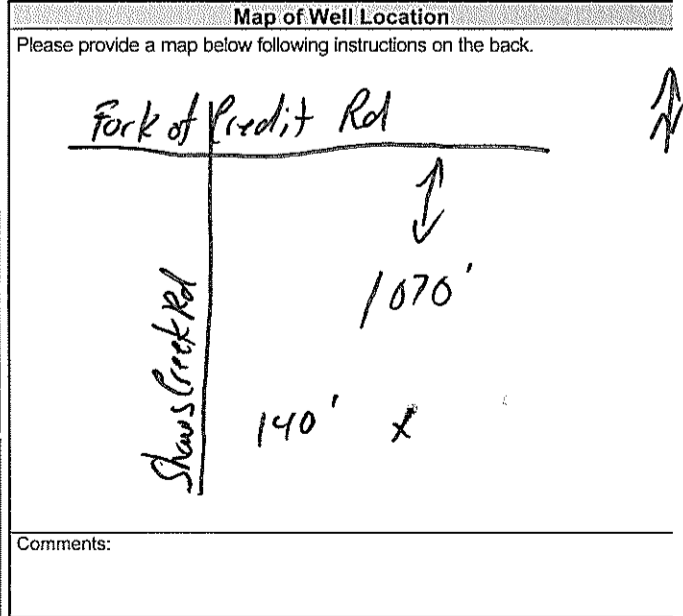 Map of Well Location
Please provide a map below following instructions on the back.
Fork of Credit Rd
N
1070'
Shaws Creek Rd
140' x
Comments: